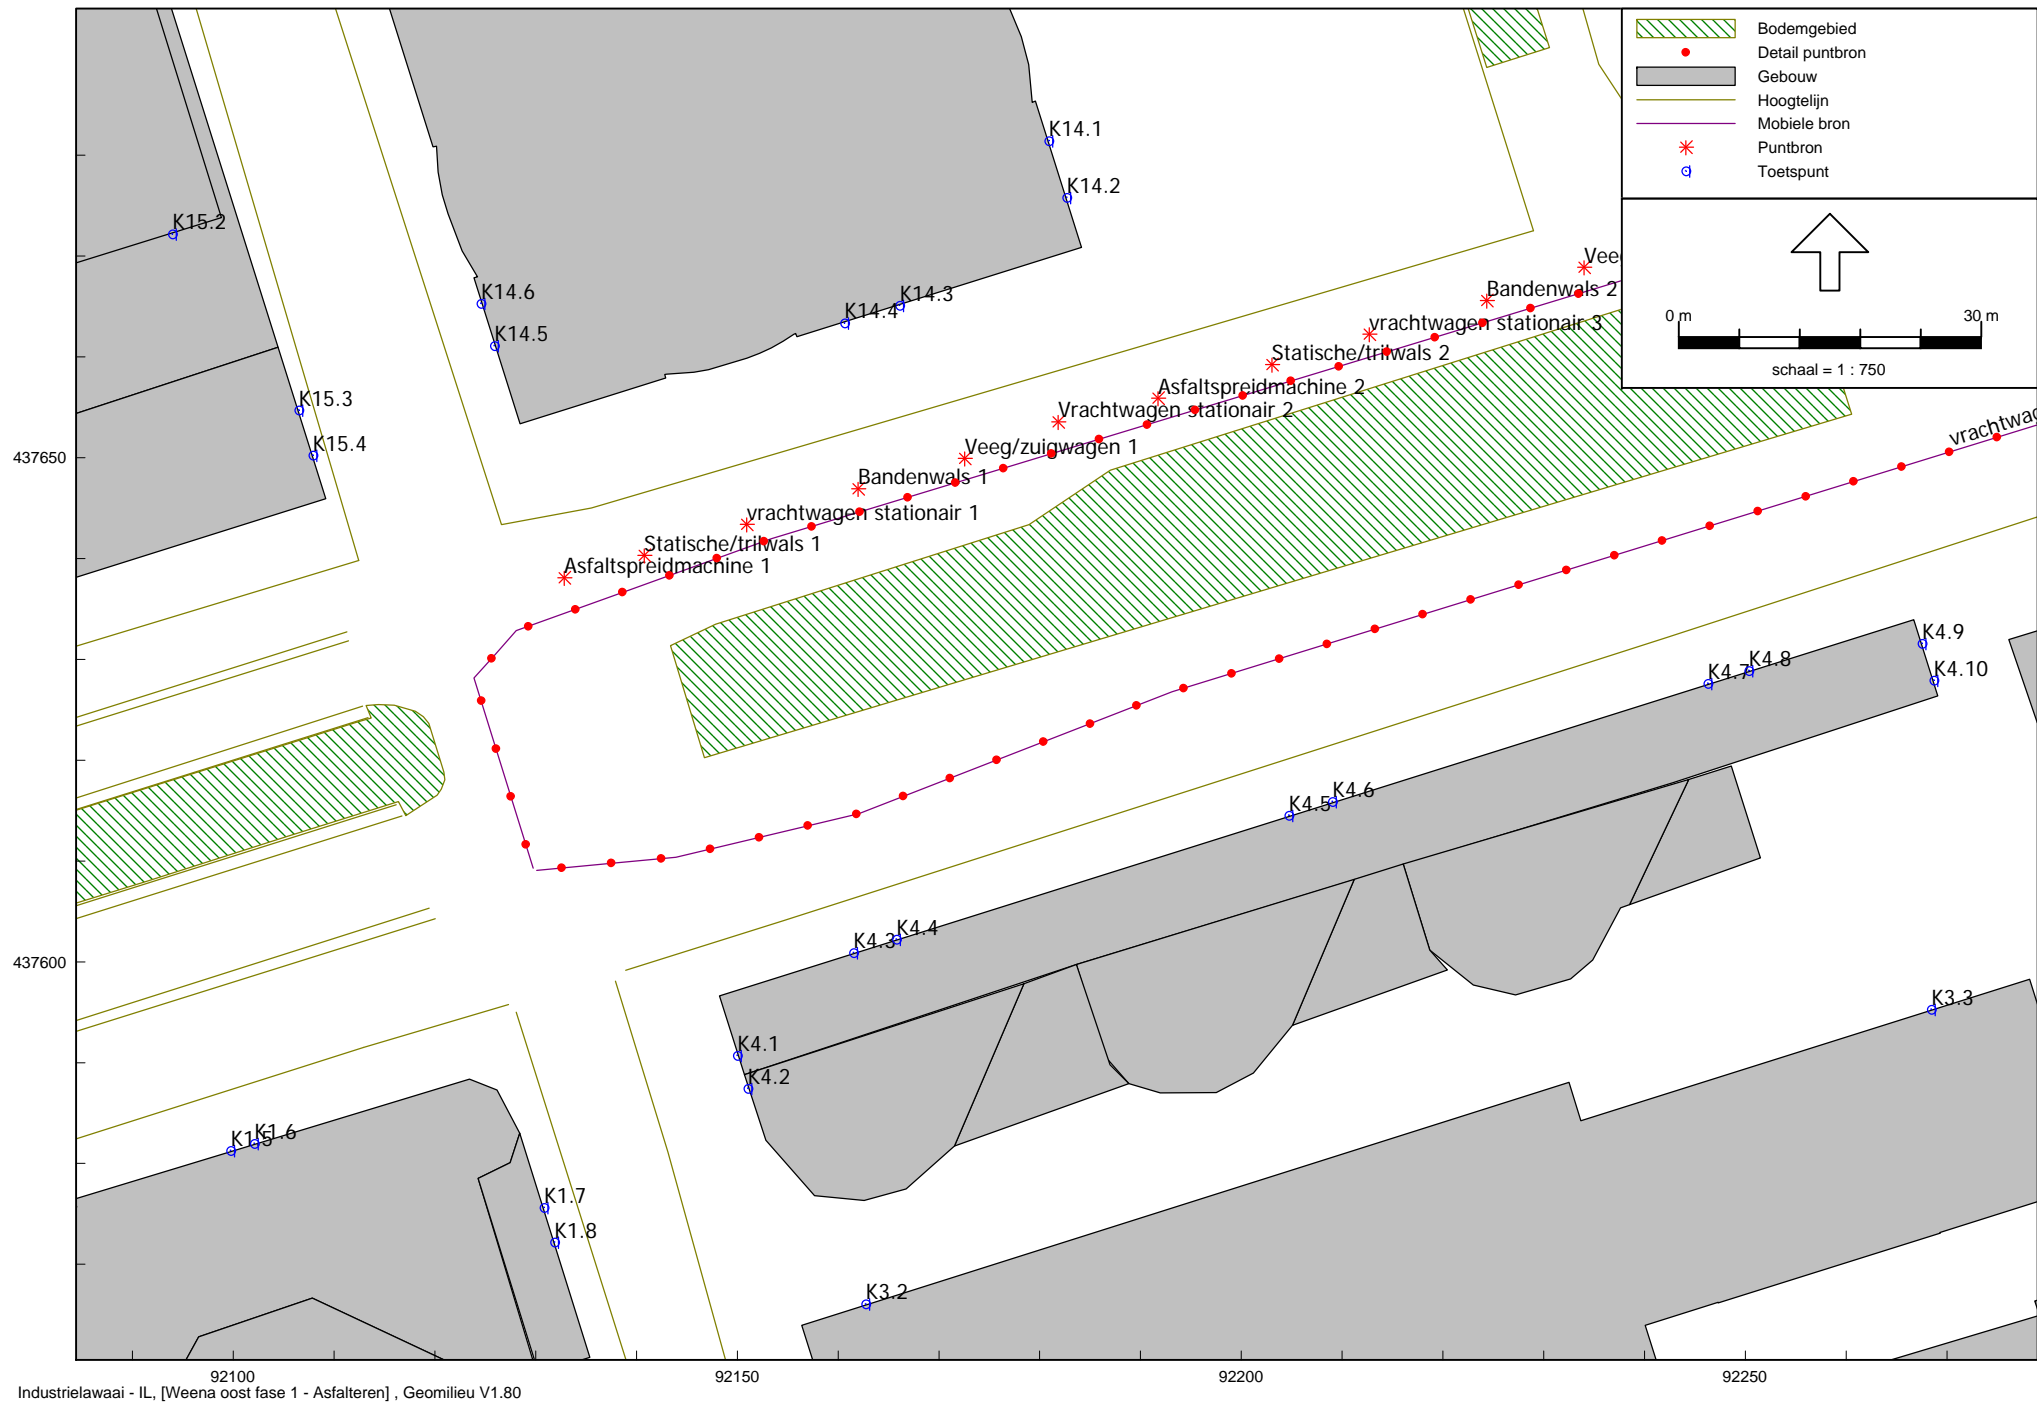 Bodemgebied
Detail puntbron
Gebouw
Hoogtelijn
Mobiele bron
Puntbron
Toetspunt
0 m 30 m
schaal = 1 : 750
K14.1
K14.2
K15.2
K14.6
K14.3
K14.4
K14.5
K15.3
K15.4
Bandenwals 2
vrachtwagen stationair 3
Statische/trilwals 2
Asfaltspreidmachine 2
Vrachtwagen stationair 2
Veeg/zuigwagen 1
Bandenwals 1
vrachtwagen stationair 1
Statische/trilwals 1
Asfaltspreidmachine 1
437650
K4.9
K4.8
K4.7
K4.10
K4.6
K4.5
K4.4
K4.3
437600
K3.3
K4.1
K4.2
K1.6
K1.5
K1.7
K1.8
K3.2
92100 92150 92200 92250
Industrielawaai - IL, [Weena oost fase 1 - Asfalteren] , Geomilieu V1.80